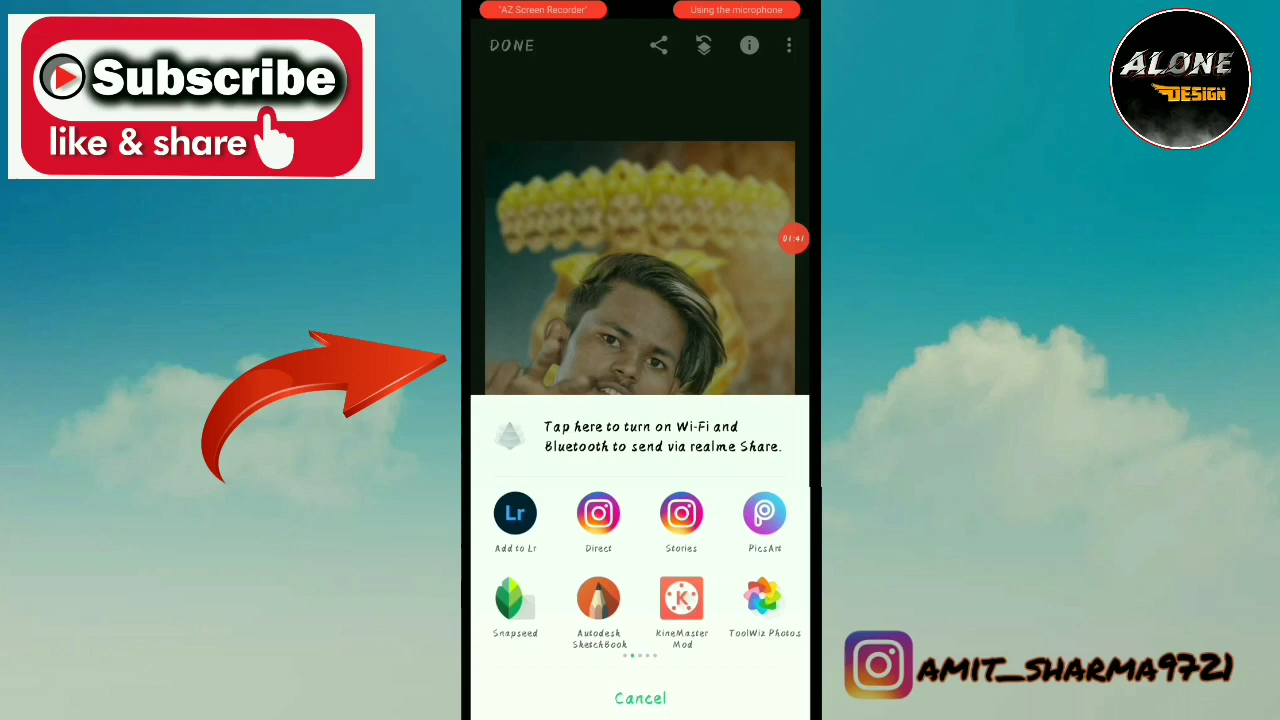 "AZ Screen Recorder"
Using the microphone
Subscribe
like & share
DONE
ALONE
DESIGN
01:41
Tap here to turn on Wi-Fi and
Bluetooth to send via realme Share.
Lr
Add to Lr
Direct
Stories
PicsArt
Snapseed
Autodesk
SketchBook
K
KineMaster
Mod
ToolWiz Photos
Cancel
AMIT_SHARMA9721